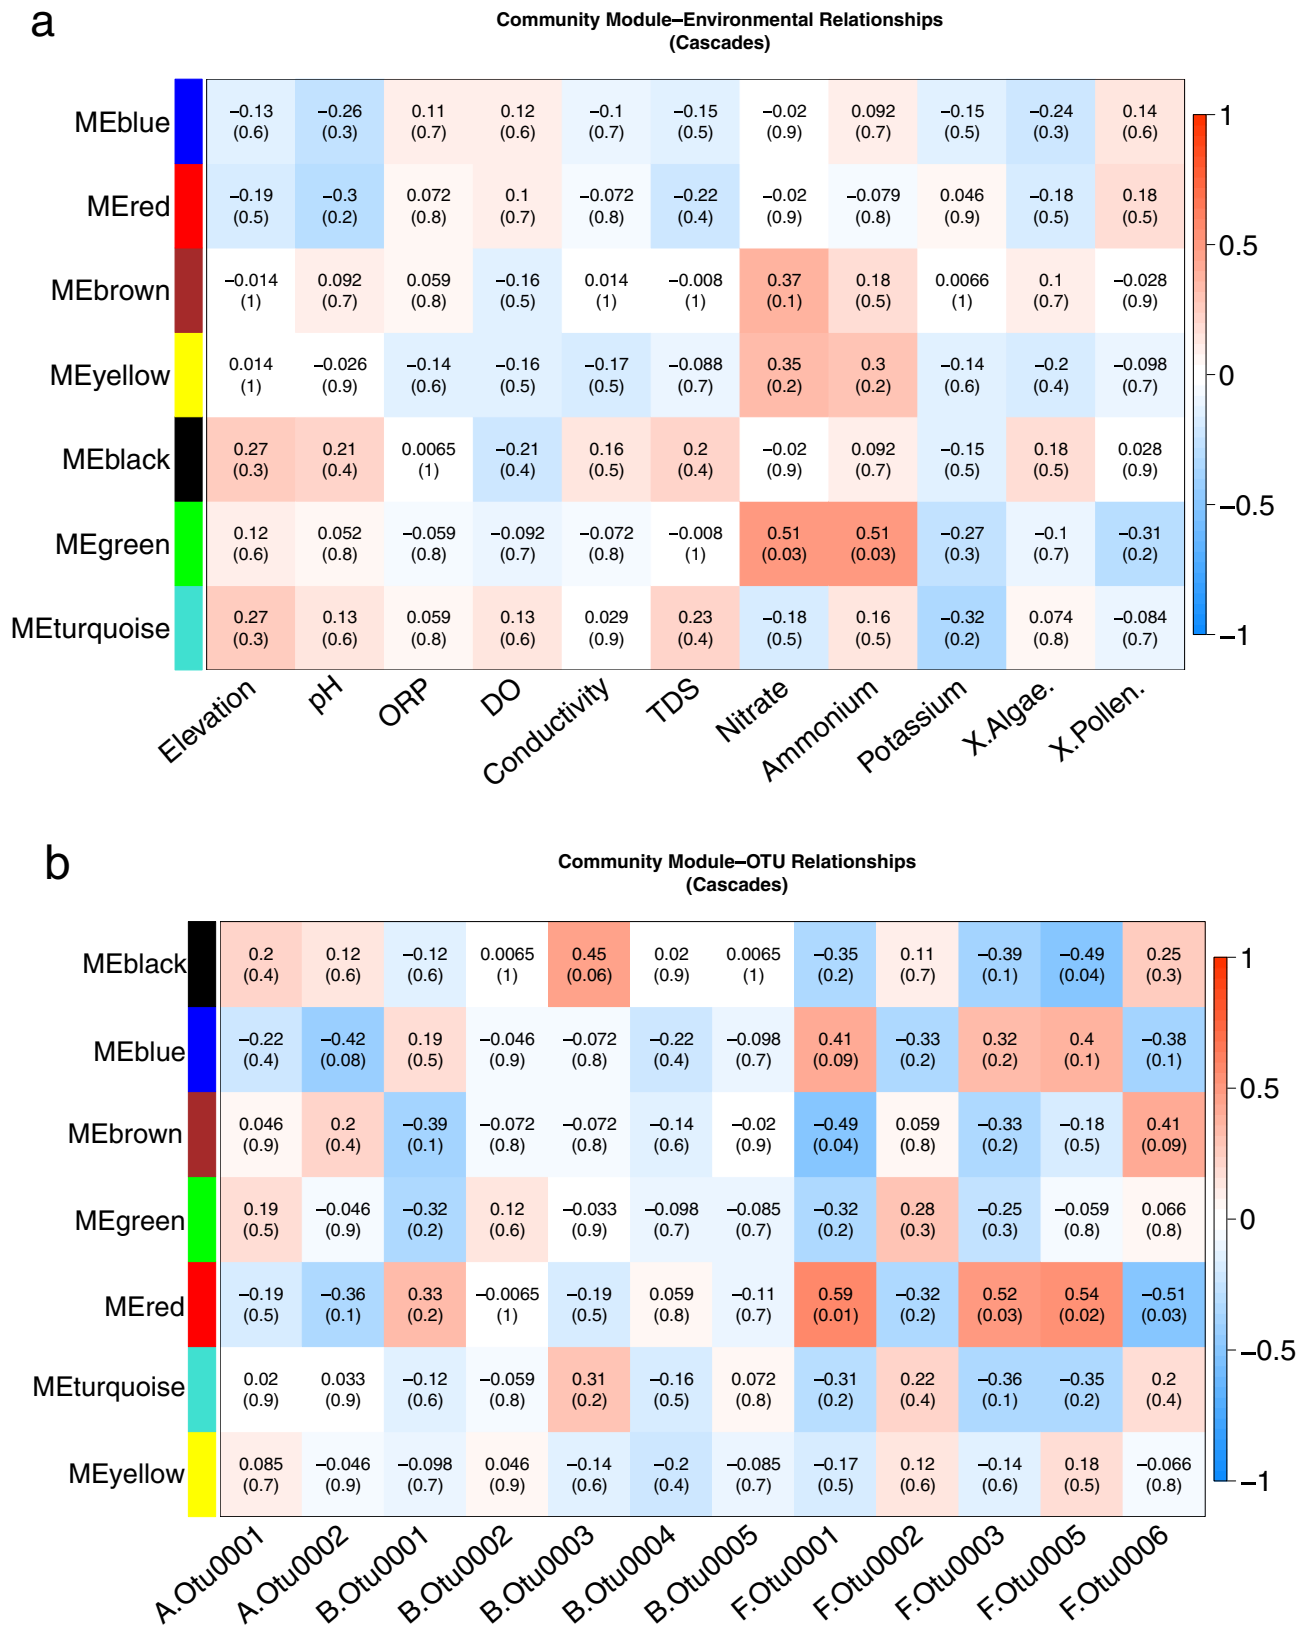 a
Community Module–Environmental Relationships
(Cascades)
MEblue −0.13 −0.26 0.11 0.12 −0.1 −0.15 −0.02 0.092 −0.15 −0.24 0.14
(0.6) (0.3) (0.7) (0.6) (0.7) (0.5) (0.9) (0.7) (0.5) (0.3) (0.6)
MEred −0.19 −0.3 0.072 0.1 −0.072 −0.22 −0.02 −0.079 0.046 −0.18 0.18
(0.5) (0.2) (0.8) (0.7) (0.8) (0.4) (0.9) (0.8) (0.9) (0.5) (0.5)
MEbrown −0.014 0.092 0.059 −0.16 0.014 −0.008 0.37 0.18 0.0066 0.1 −0.028
(1) (0.7) (0.8) (0.5) (1) (1) (0.1) (0.5) (1) (0.7) (0.9)
MEyellow 0.014 −0.026 −0.14 −0.16 −0.17 −0.088 0.35 0.3 −0.14 −0.2 −0.098
(1) (0.9) (0.6) (0.5) (0.5) (0.7) (0.2) (0.2) (0.6) (0.4) (0.7)
MEblack 0.27 0.21 0.0065 −0.21 0.16 0.2 −0.02 0.092 −0.15 0.18 0.028
(0.3) (0.4) (1) (0.4) (0.5) (0.4) (0.9) (0.7) (0.5) (0.5) (0.9)
MEgreen 0.12 0.052 −0.059 −0.092 −0.072 −0.008 0.51 0.51 −0.27 −0.1 −0.31
(0.6) (0.8) (0.8) (0.7) (0.8) (1) (0.03) (0.03) (0.3) (0.7) (0.2)
MEturquoise 0.27 0.13 0.059 0.13 0.029 0.23 −0.18 0.16 −0.32 0.074 −0.084
(0.3) (0.6) (0.8) (0.6) (0.9) (0.4) (0.5) (0.5) (0.2) (0.8) (0.7)
Elevation pH ORP DO Conductivity TDS Nitrate Ammonium Potassium X.Algae. X.Pollen.
1
0.5
0
−0.5
−1
b
Community Module–OTU Relationships
(Cascades)
MEblack 0.2 0.12 −0.12 0.0065 0.45 0.02 0.0065 −0.35 0.11 −0.39 −0.49 0.25
(0.4) (0.6) (0.6) (1) (0.06) (0.9) (1) (0.2) (0.7) (0.1) (0.04) (0.3)
MEblue −0.22 −0.42 0.19 −0.046 −0.072 −0.22 −0.098 0.41 −0.33 0.32 0.4 −0.38
(0.4) (0.08) (0.5) (0.9) (0.8) (0.4) (0.7) (0.09) (0.2) (0.2) (0.1) (0.1)
MEbrown 0.046 0.2 −0.39 −0.072 −0.072 −0.14 −0.02 −0.49 0.059 −0.33 −0.18 0.41
(0.9) (0.4) (0.1) (0.8) (0.8) (0.6) (0.9) (0.04) (0.8) (0.2) (0.5) (0.09)
MEgreen 0.19 −0.046 −0.32 0.12 −0.033 −0.098 −0.085 −0.32 0.28 −0.25 −0.059 0.066
(0.5) (0.9) (0.2) (0.6) (0.9) (0.7) (0.7) (0.2) (0.3) (0.3) (0.8) (0.8)
MEred −0.19 −0.36 0.33 −0.0065 −0.19 0.059 −0.11 0.59 −0.32 0.52 0.54 −0.51
(0.5) (0.1) (0.2) (1) (0.5) (0.8) (0.7) (0.01) (0.2) (0.03) (0.02) (0.03)
MEturquoise 0.02 0.033 −0.12 −0.059 0.31 −0.16 0.072 −0.31 0.22 −0.36 −0.35 0.2
(0.9) (0.9) (0.6) (0.8) (0.2) (0.5) (0.8) (0.2) (0.4) (0.1) (0.2) (0.4)
MEyellow 0.085 −0.046 −0.098 0.046 −0.14 −0.2 −0.085 −0.17 0.12 −0.14 0.18 −0.066
(0.7) (0.9) (0.7) (0.9) (0.6) (0.4) (0.7) (0.5) (0.6) (0.6) (0.5) (0.8)
A.Otu0001 A.Otu0002 B.Otu0001 B.Otu0002 B.Otu0003 B.Otu0004 B.Otu0005 F.Otu0001 F.Otu0002 F.Otu0003 F.Otu0005 F.Otu0006
1
0.5
0
−0.5
−1